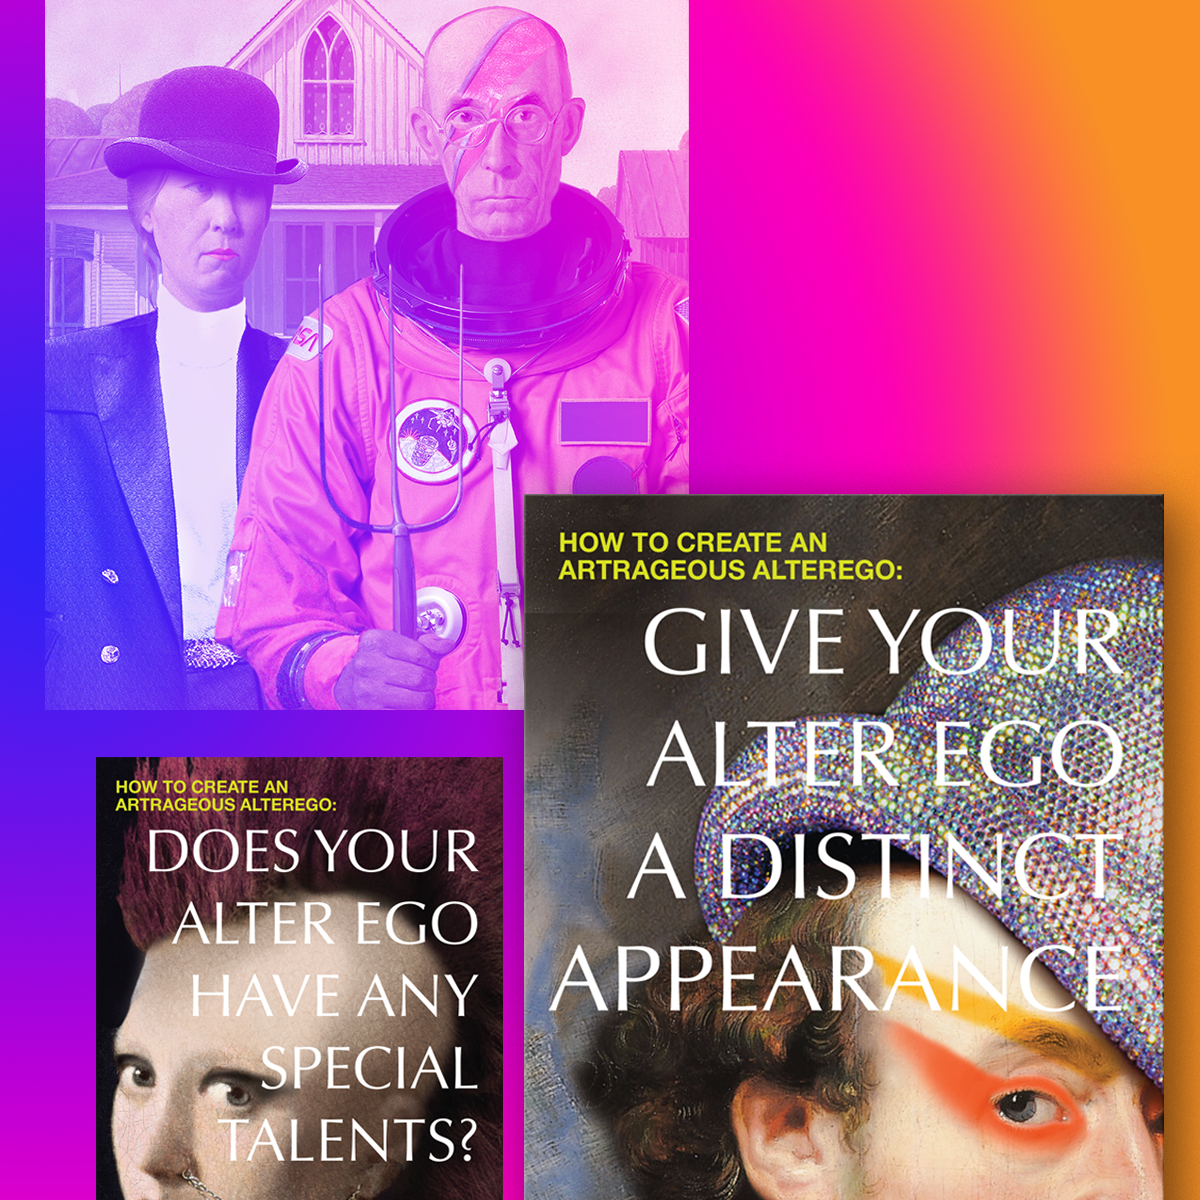 HOW TO CREATE AN
ARTRAGEOUS ALTEREGO:
GIVE YOUR
ALTER EGO
A DISTINCT
APPEARANCE
HOW TO CREATE AN
ARTRAGEOUS ALTEREGO:
DOES YOUR
ALTER EGO
HAVE ANY
SPECIAL
TALENTS?